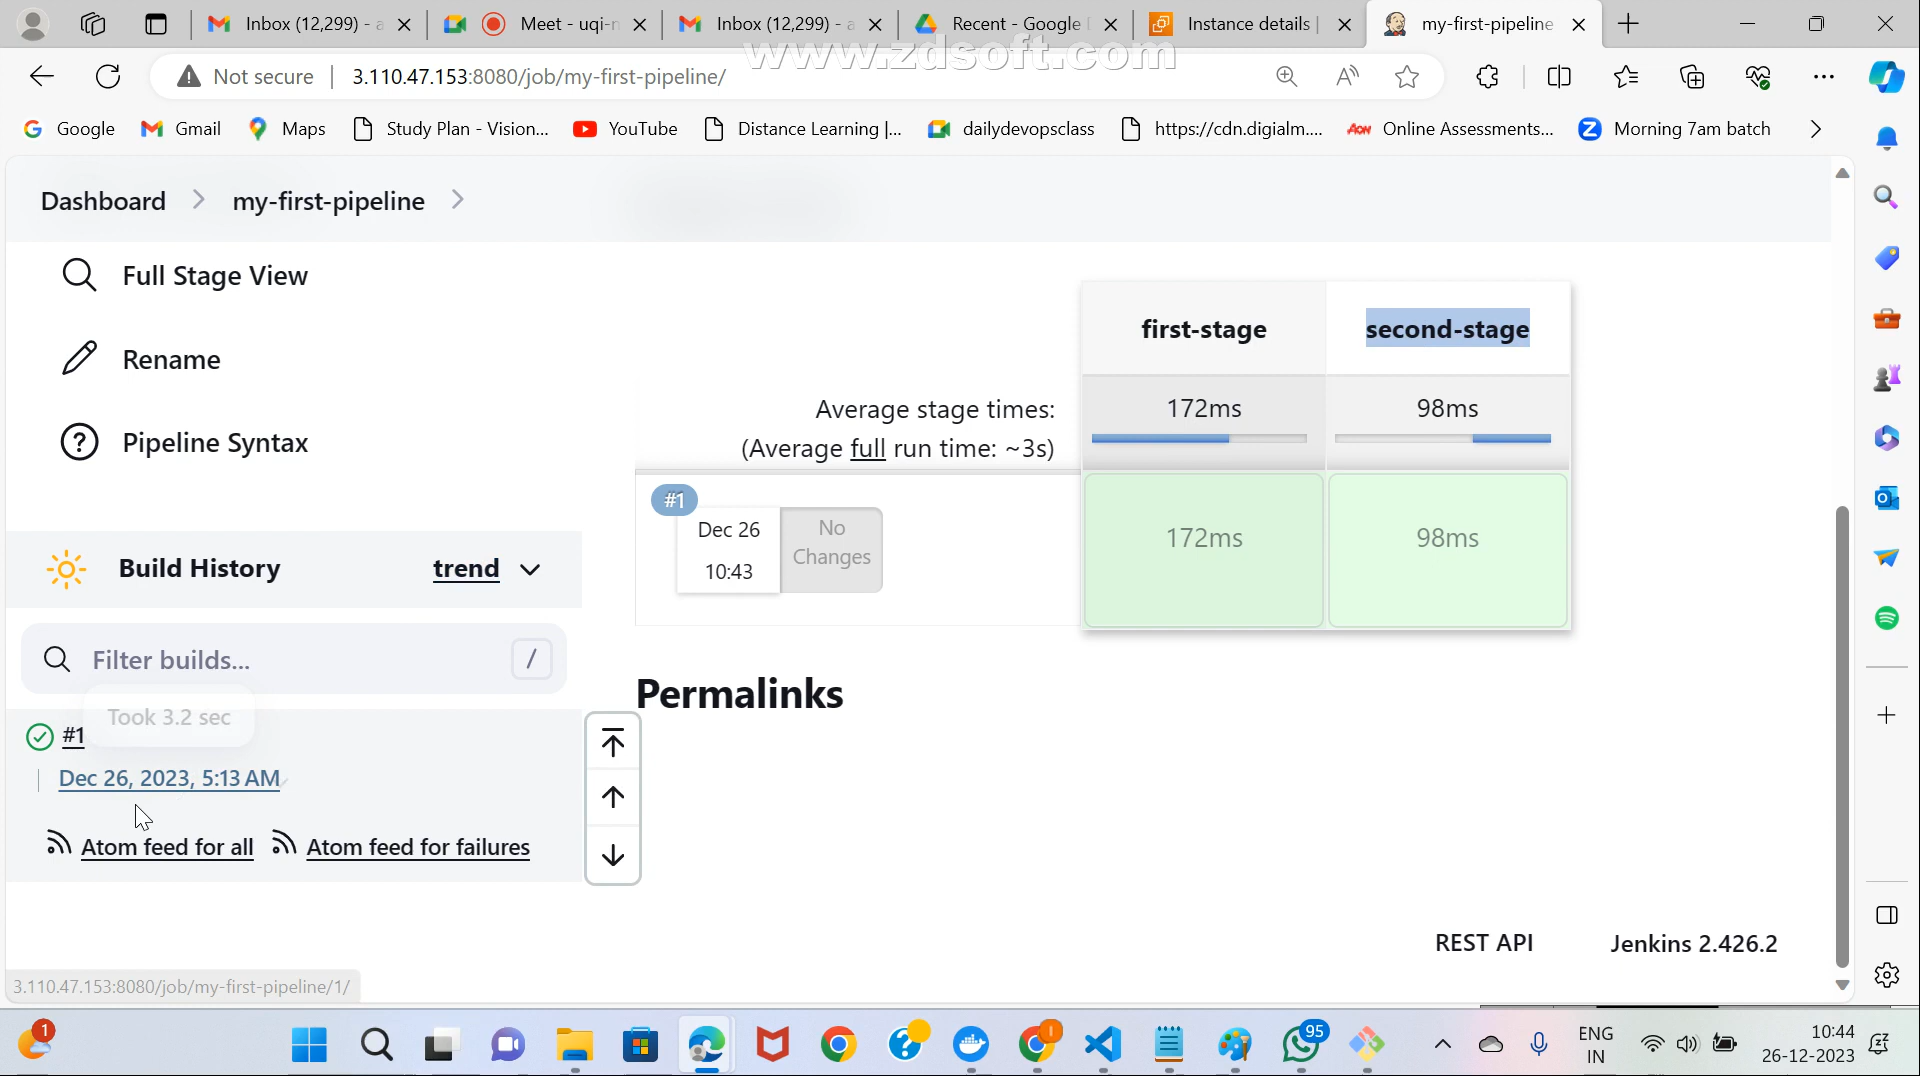 Inbox (12,299) - a
Meet - uqi-n
Inbox (12,299) - a
Recent - Google
Instance details |
my-first-pipeline
www.zdsoft.com
Not secure
3.110.47.153:8080/job/my-first-pipeline/
Google
Gmail
Maps
Study Plan - Vision...
YouTube
Distance Learning |...
dailydevopsclass
https://cdn.digialm....
Online Assessments...
Morning 7am batch
Dashboard
my-first-pipeline
Full Stage View
Rename
Pipeline Syntax
first-stage
second-stage
Average stage times:
172ms
98ms
(Average full run time: ~3s)
#1
Dec 26
10:43
No
Changes
172ms
98ms
Build History
trend
Filter builds...
/
Took 3.2 sec
#1
Dec 26, 2023, 5:13 AM
Atom feed for all
Atom feed for failures
Permalinks
REST API
Jenkins 2.426.2
3.110.47.153:8080/job/my-first-pipeline/1/
1
95
ENG
IN
10:44
26-12-2023